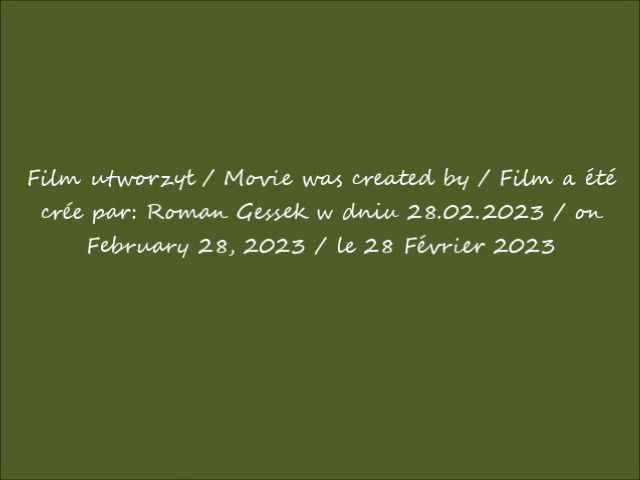 Film utworzył / Movie was created by / Film a été
crée par: Roman Gessek w dniu 28.02.2023 / on
February 28, 2023 / le 28 Février 2023